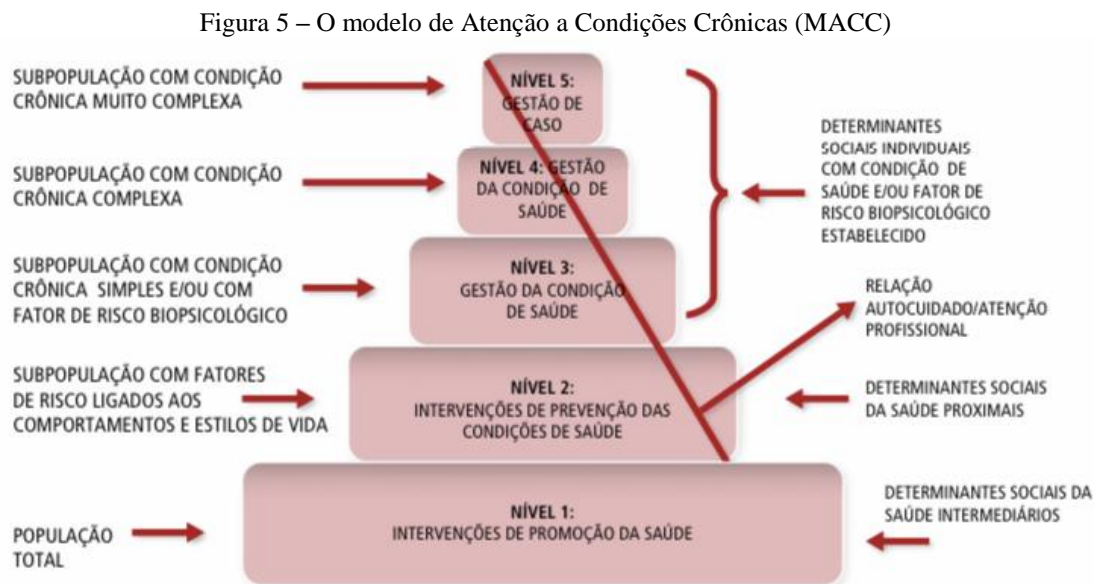 Figura 5 – O modelo de Atenção a Condições Crônicas (MACC)
SUBPOPULAÇÃO COM CONDIÇÃO
CRÔNICA MUITO COMPLEXA
NÍVEL 5:
GESTÃO DE
CASO
DETERMINANTES
SOCIAIS INDIVIDUAIS
COM CONDIÇÃO DE
SAÚDE E/OU FATOR DE
RISCO BIOPSICOLÓGICO
ESTABELECIDO
SUBPOPULAÇÃO COM CONDIÇÃO
CRÔNICA COMPLEXA
NÍVEL 4: GESTÃO
DA CONDIÇÃO DE
SAÚDE
SUBPOPULAÇÃO COM CONDIÇÃO
CRÔNICA SIMPLES E/OU COM
FATOR DE RISCO BIOPSICOLÓGICO
NÍVEL 3:
GESTÃO DA CONDIÇÃO
DE SAÚDE
RELAÇÃO
AUTOCUIDADO/ATENÇÃO
PROFISSIONAL
SUBPOPULAÇÃO COM FATORES
DE RISCO LIGADOS AOS
COMPORTAMENTOS E ESTILOS DE VIDA
NÍVEL 2:
INTERVENÇÕES DE PREVENÇÃO DAS
CONDIÇÕES DE SAÚDE
DETERMINANTES SOCIAIS
DA SAÚDE PROXIMAIS
POPULAÇÃO
TOTAL
NÍVEL 1:
INTERVENÇÕES DE PROMOÇÃO DA SAÚDE
DETERMINANTES SOCIAIS DA
SAÚDE INTERMEDIÁRIOS